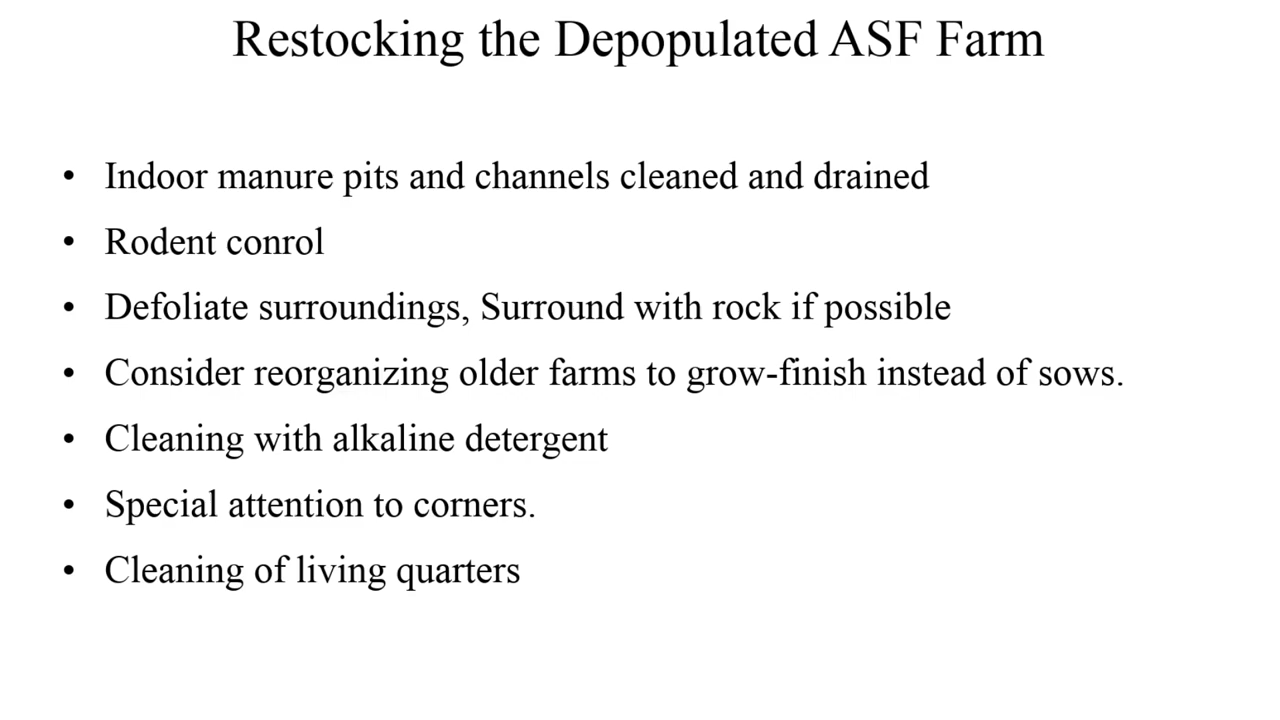 Restocking the Depopulated ASF Farm
• Indoor manure pits and channels cleaned and drained
• Rodent conrol
• Defoliate surroundings, Surround with rock if possible
• Consider reorganizing older farms to grow-finish instead of sows.
• Cleaning with alkaline detergent
• Special attention to corners.
• Cleaning of living quarters